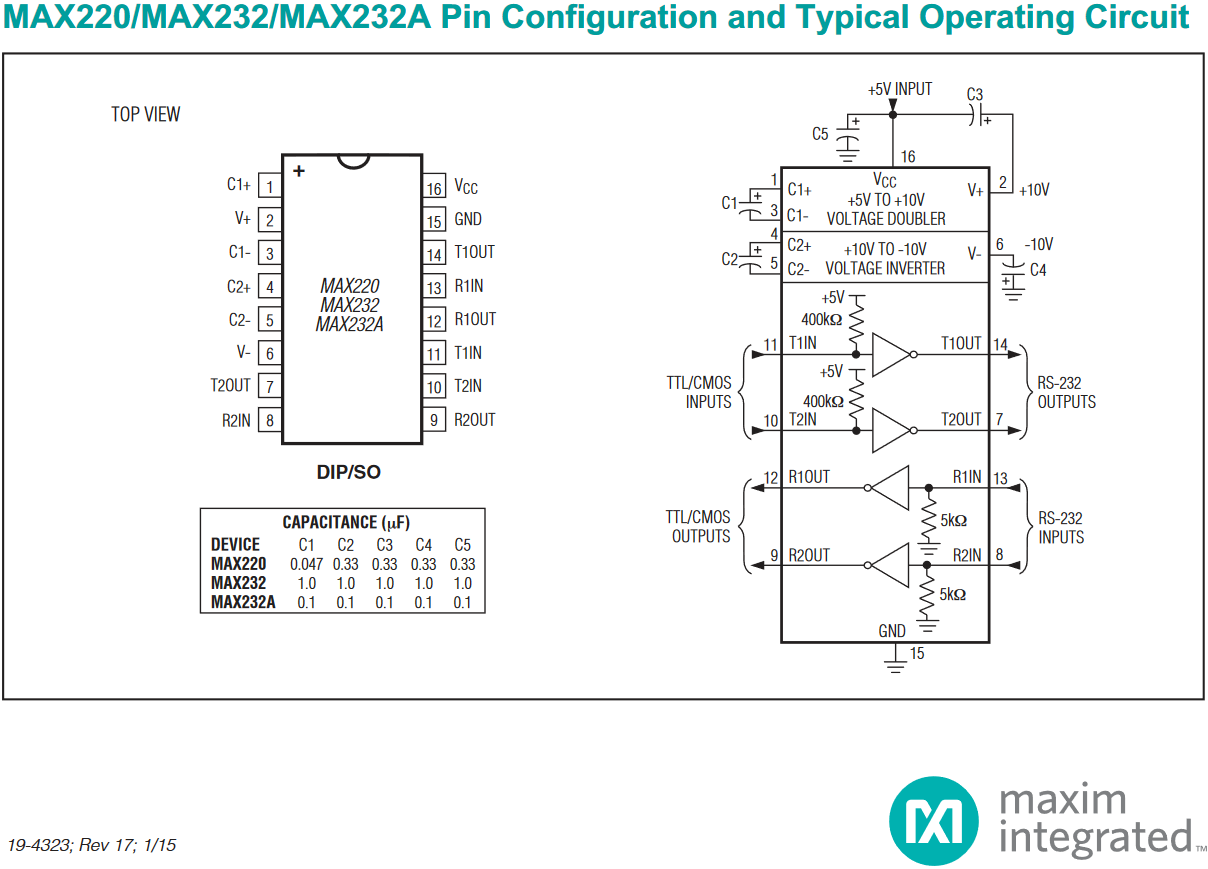 MAX220/MAX232/MAX232A Pin Configuration and Typical Operating Circuit
TOP VIEW
+
C1+ 1
V+ 2
C1- 3
C2+ 4
C2- 5
V- 6
T2OUT 7
R2IN 8
16 VCC
15 GND
14 T1OUT
13 R1IN
12 R1OUT
11 T1IN
10 T2IN
9 R2OUT
MAX220
MAX232
MAX232A
DIP/SO
CAPACITANCE (μF)
DEVICE C1 C2 C3 C4 C5
MAX220 0.047 0.33 0.33 0.33 0.33
MAX232 1.0 1.0 1.0 1.0 1.0
MAX232A 0.1 0.1 0.1 0.1 0.1
+5V INPUT
C3
+
C5
+
16
VCC
1 C1+
C1
+
3 C1-
+5V TO +10V
VOLTAGE DOUBLER
V+ 2 +10V
4 C2+
C2
+
5 C2-
+10V TO -10V
VOLTAGE INVERTER
V- 6 -10V
C4
+
+5V
400kΩ
11 T1IN
T1OUT 14
+5V
400kΩ
10 T2IN
T2OUT 7
TTL/CMOS
INPUTS
RS-232
OUTPUTS
12 R1OUT
R1IN 13
5kΩ
9 R2OUT
R2IN 8
5kΩ
TTL/CMOS
OUTPUTS
RS-232
INPUTS
GND
15
19-4323; Rev 17; 1/15
maxim
integrated™